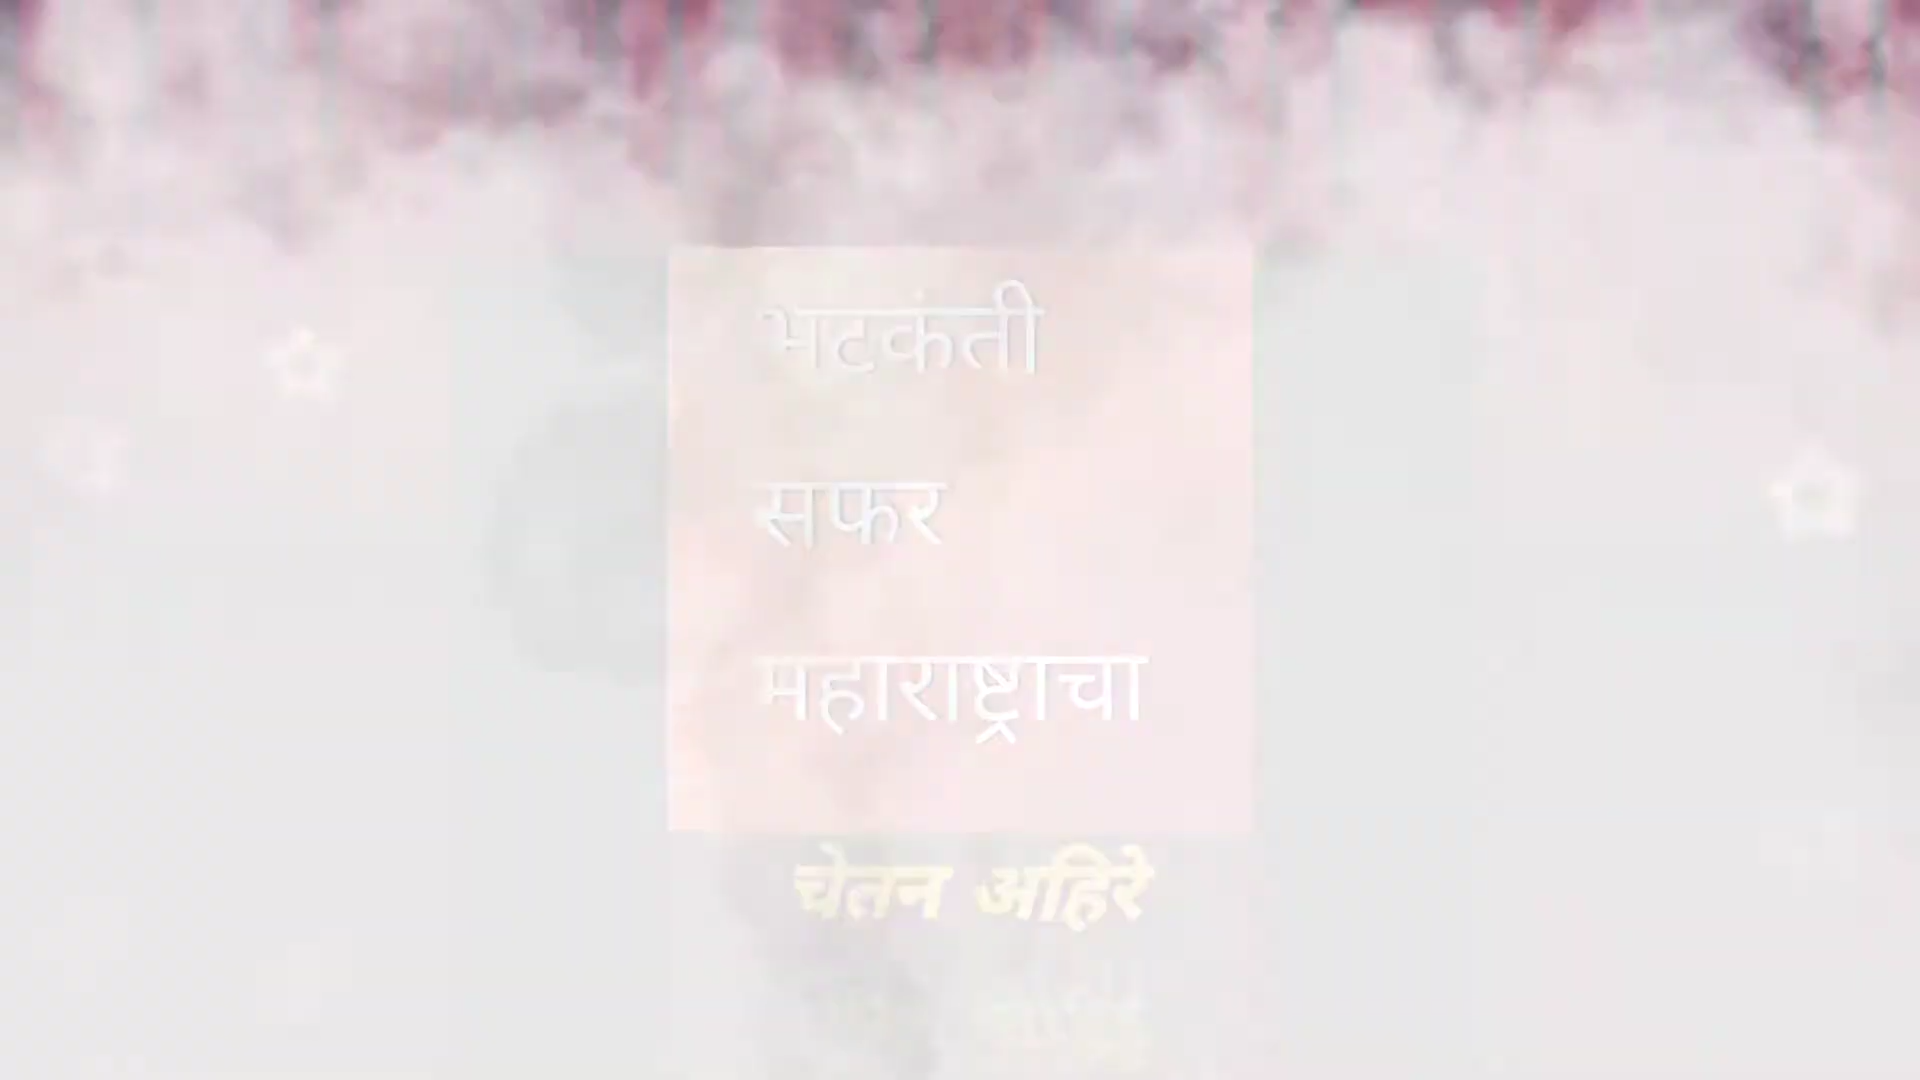 भटकंती
सफर
महाराष्ट्राचा
चेतन अहिरे